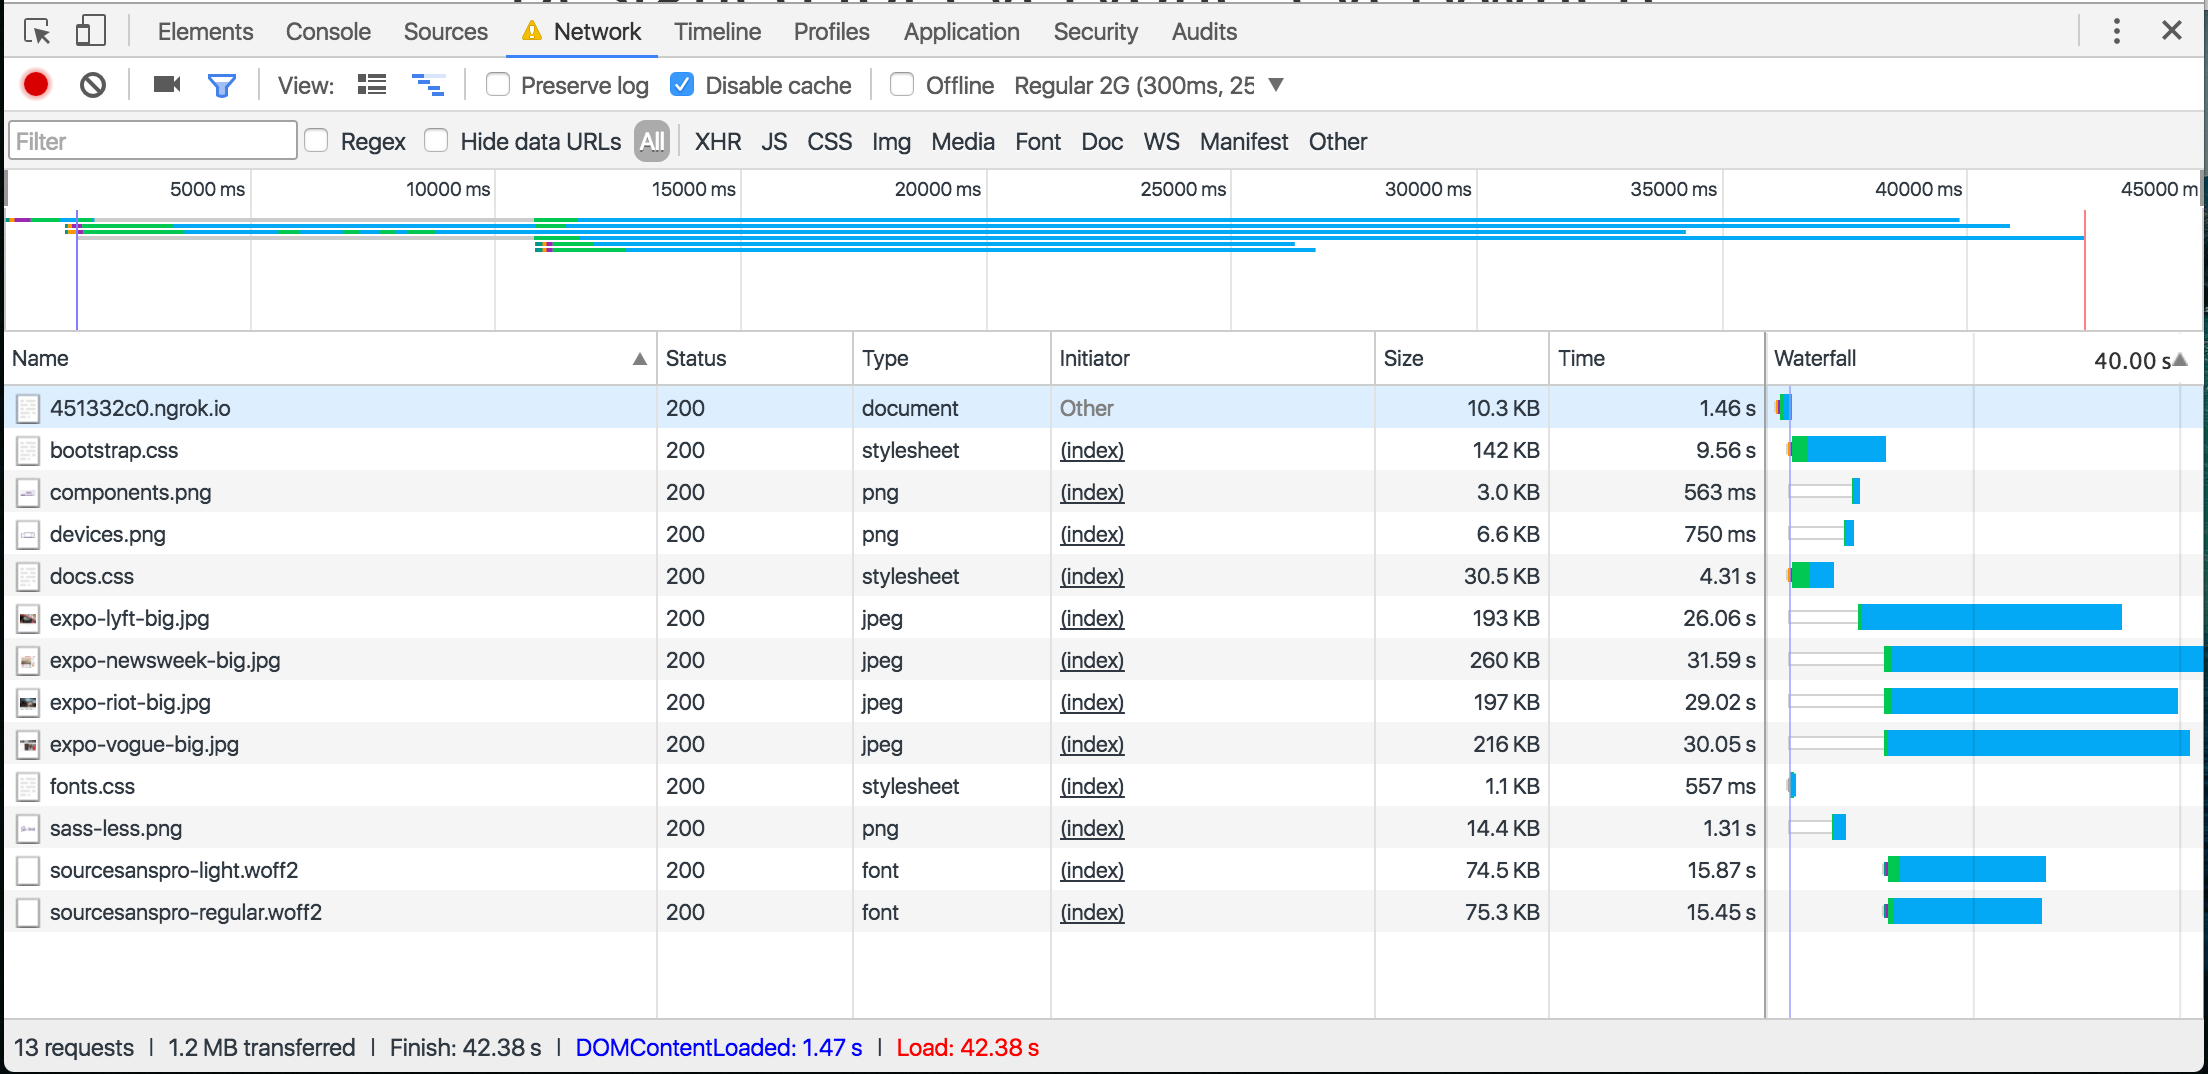 Elements Console Sources Network Timeline Profiles Application Security Audits
View: Preserve log Disable cache Offline Regular 2G (300ms, 25
Filter Regex Hide data URLs All XHR JS CSS Img Media Font Doc WS Manifest Other
5000 ms 10000 ms 15000 ms 20000 ms 25000 ms 30000 ms 35000 ms 40000 ms 45000 m
Name Status Type Initiator Size Time Waterfall 40.00 s
451332c0.ngrok.io 200 document Other 10.3 KB 1.46 s
bootstrap.css 200 stylesheet (index) 142 KB 9.56 s
components.png 200 png (index) 3.0 KB 563 ms
devices.png 200 png (index) 6.6 KB 750 ms
docs.css 200 stylesheet (index) 30.5 KB 4.31 s
expo-lyft-big.jpg 200 jpeg (index) 193 KB 26.06 s
expo-newsweek-big.jpg 200 jpeg (index) 260 KB 31.59 s
expo-riot-big.jpg 200 jpeg (index) 197 KB 29.02 s
expo-vogue-big.jpg 200 jpeg (index) 216 KB 30.05 s
fonts.css 200 stylesheet (index) 1.1 KB 557 ms
sass-less.png 200 png (index) 14.4 KB 1.31 s
sourcesanspro-light.woff2 200 font (index) 74.5 KB 15.87 s
sourcesanspro-regular.woff2 200 font (index) 75.3 KB 15.45 s
13 requests | 1.2 MB transferred | Finish: 42.38 s | DOMContentLoaded: 1.47 s | Load: 42.38 s